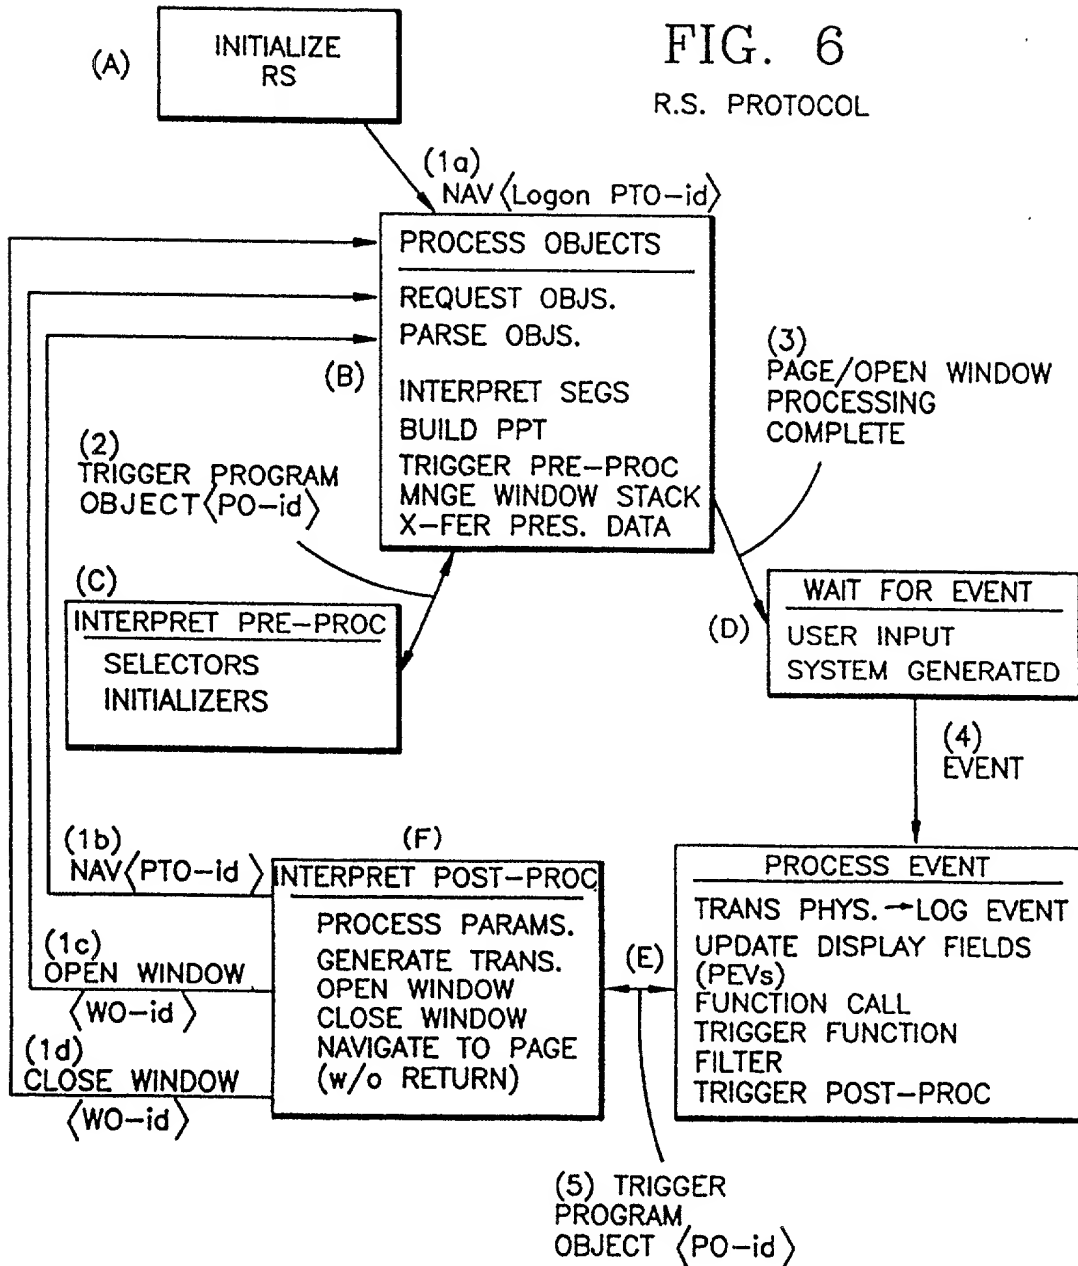 FIG. 6
R.S. PROTOCOL
(A)
INITIALIZE
RS
(1a)
NAV⟨Logon PTO-id⟩
(B)
PROCESS OBJECTS
REQUEST OBJS.
PARSE OBJS.
INTERPRET SEGS
BUILD PPT
TRIGGER PRE-PROC
MNGE WINDOW STACK
X-FER PRES. DATA
(2)
TRIGGER PROGRAM
OBJECT⟨PO-id⟩
(C)
INTERPRET PRE-PROC
SELECTORS
INITIALIZERS
(3)
PAGE/OPEN WINDOW
PROCESSING
COMPLETE
(D)
WAIT FOR EVENT
USER INPUT
SYSTEM GENERATED
(4)
EVENT
(E)
PROCESS EVENT
TRANS PHYS.→LOG EVENT
UPDATE DISPLAY FIELDS
(PEVs)
FUNCTION CALL
TRIGGER FUNCTION
FILTER
TRIGGER POST-PROC
(F)
INTERPRET POST-PROC
PROCESS PARAMS.
GENERATE TRANS.
OPEN WINDOW
CLOSE WINDOW
NAVIGATE TO PAGE
(w/o RETURN)
(1b)
NAV⟨PTO-id⟩
(1c)
OPEN WINDOW
⟨WO-id⟩
(1d)
CLOSE WINDOW
⟨WO-id⟩
(5) TRIGGER
PROGRAM
OBJECT ⟨PO-id⟩